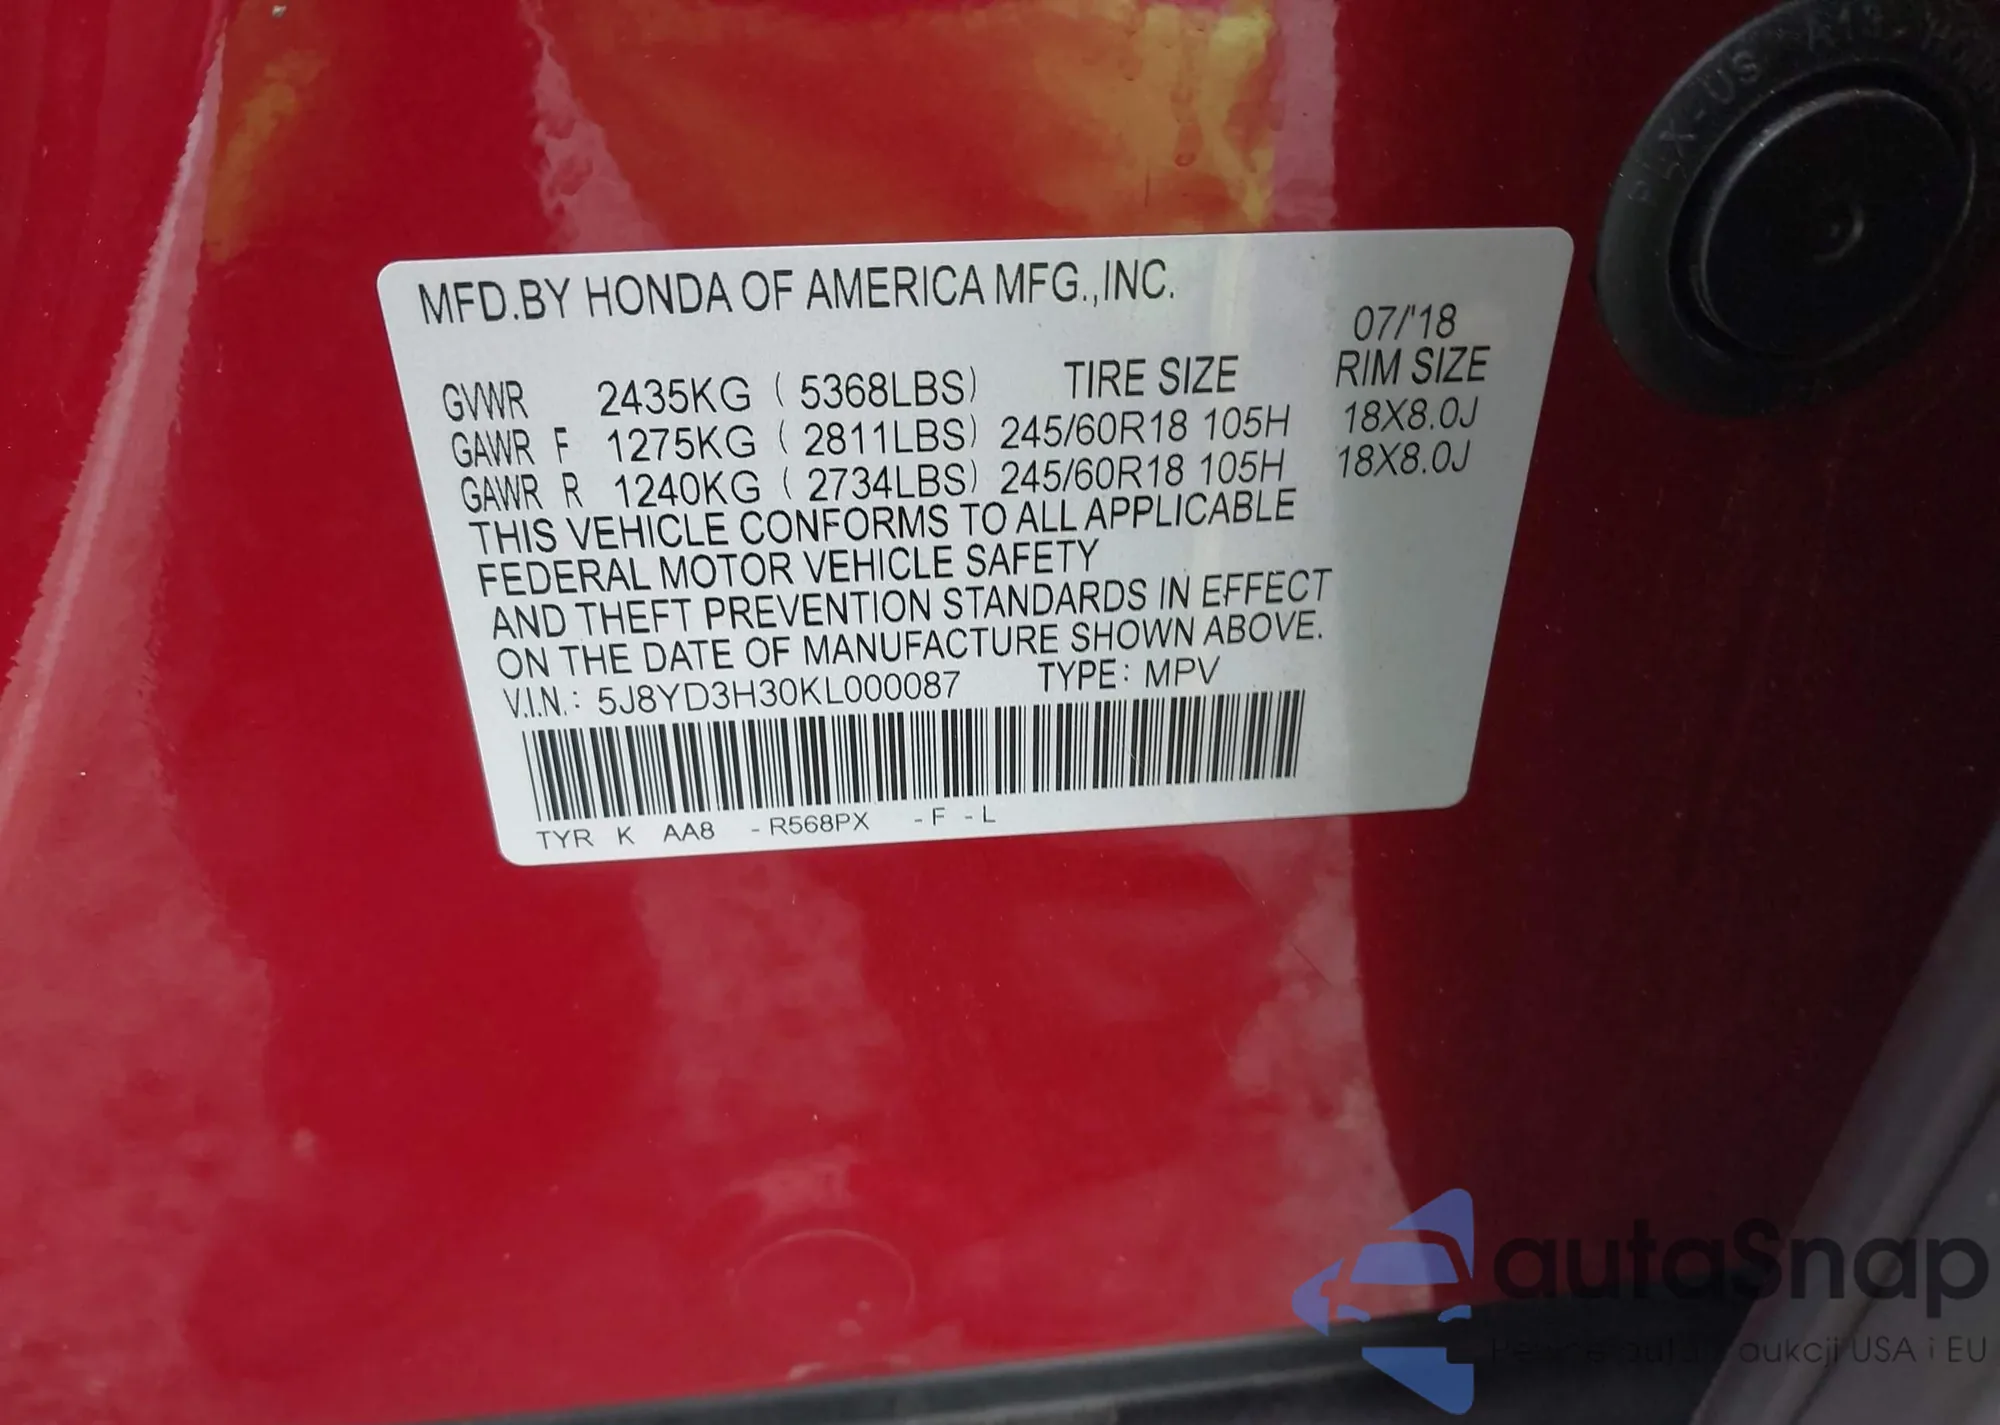 MFD.BY HONDA OF AMERICA MFG.,INC.
07/'18
TIRE SIZE RIM SIZE
GVWR 2435KG ( 5368LBS)
GAWR F 1275KG ( 2811LBS) 245/60R18 105H 18X8.0J
GAWR R 1240KG ( 2734LBS) 245/60R18 105H 18X8.0J
THIS VEHICLE CONFORMS TO ALL APPLICABLE
FEDERAL MOTOR VEHICLE SAFETY
AND THEFT PREVENTION STANDARDS IN EFFECT
ON THE DATE OF MANUFACTURE SHOWN ABOVE.
V.I.N.: 5J8YD3H30KL000087 TYPE: MPV
TYR K AA8 -R568PX -F -L
autaSnap
aukcji USA i EU